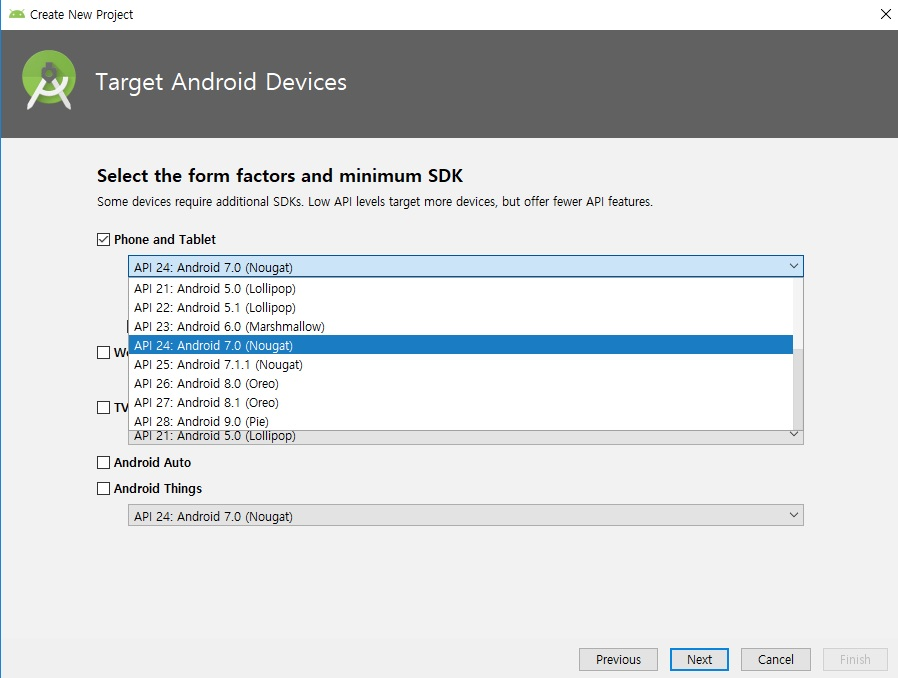 Create New Project
Target Android Devices
Select the form factors and minimum SDK
Some devices require additional SDKs. Low API levels target more devices, but offer fewer API features.
Phone and Tablet
API 24: Android 7.0 (Nougat)
API 21: Android 5.0 (Lollipop)
API 22: Android 5.1 (Lollipop)
API 23: Android 6.0 (Marshmallow)
API 24: Android 7.0 (Nougat)
API 25: Android 7.1.1 (Nougat)
API 26: Android 8.0 (Oreo)
API 27: Android 8.1 (Oreo)
TV
API 28: Android 9.0 (Pie)
API 21: Android 5.0 (Lollipop)
Android Auto
Android Things
API 24: Android 7.0 (Nougat)
Previous Next Cancel Finish